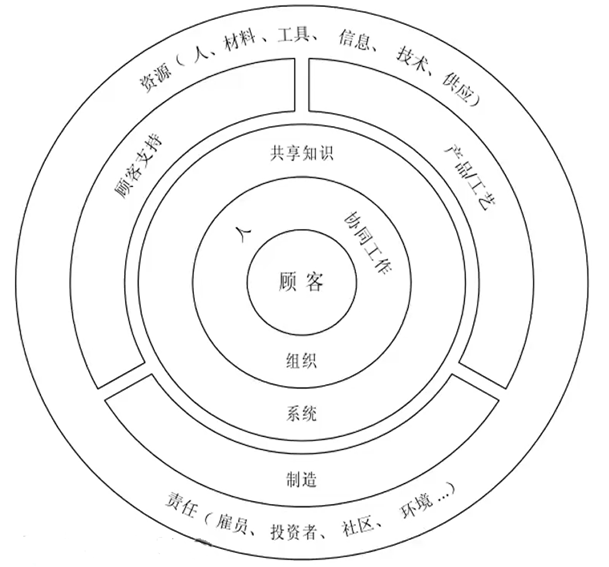 资源（人、材料、工具、信息、技术、供应）
顾客支持
产品/工艺
共享知识
人
协同工作
顾客
组织
系统
制造
责任（雇员、投资者、社区、环境...）